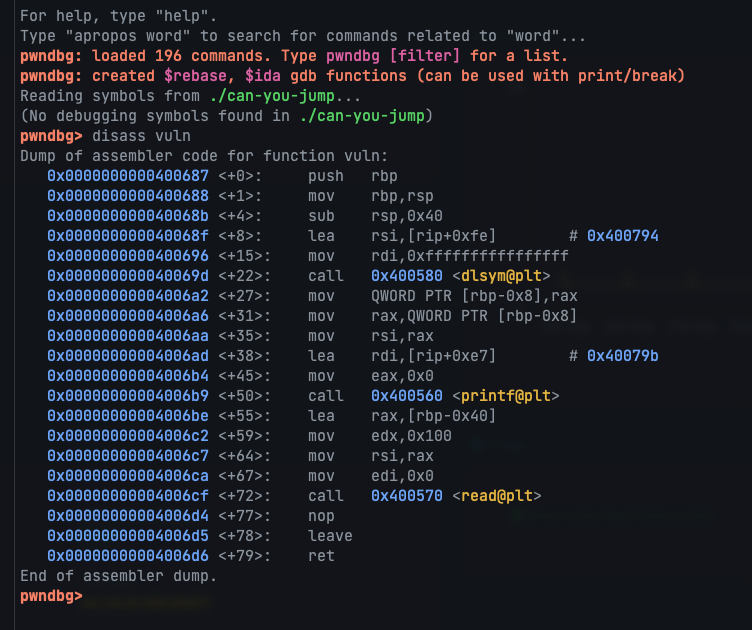 For help, type "help".
Type "apropos word" to search for commands related to "word"...
pwndbg: loaded 196 commands. Type pwndbg [filter] for a list.
pwndbg: created $rebase, $ida gdb functions (can be used with print/break)
Reading symbols from ./can-you-jump...
(No debugging symbols found in ./can-you-jump)
pwndbg> disass vuln
Dump of assembler code for function vuln:
   0x0000000000400687 <+0>:     push   rbp
   0x0000000000400688 <+1>:     mov    rbp,rsp
   0x000000000040068b <+4>:     sub    rsp,0x40
   0x000000000040068f <+8>:     lea    rsi,[rip+0xfe]        # 0x400794
   0x0000000000400696 <+15>:    mov    rdi,0xffffffffffffffff
   0x000000000040069d <+22>:    call   0x400580 <dlsym@plt>
   0x00000000004006a2 <+27>:    mov    QWORD PTR [rbp-0x8],rax
   0x00000000004006a6 <+31>:    mov    rax,QWORD PTR [rbp-0x8]
   0x00000000004006aa <+35>:    mov    rsi,rax
   0x00000000004006ad <+38>:    lea    rdi,[rip+0xe7]        # 0x40079b
   0x00000000004006b4 <+45>:    mov    eax,0x0
   0x00000000004006b9 <+50>:    call   0x400560 <printf@plt>
   0x00000000004006be <+55>:    lea    rax,[rbp-0x40]
   0x00000000004006c2 <+59>:    mov    edx,0x100
   0x00000000004006c7 <+64>:    mov    rsi,rax
   0x00000000004006ca <+67>:    mov    edi,0x0
   0x00000000004006cf <+72>:    call   0x400570 <read@plt>
   0x00000000004006d4 <+77>:    nop
   0x00000000004006d5 <+78>:    leave
   0x00000000004006d6 <+79>:    ret
End of assembler dump.
pwndbg>